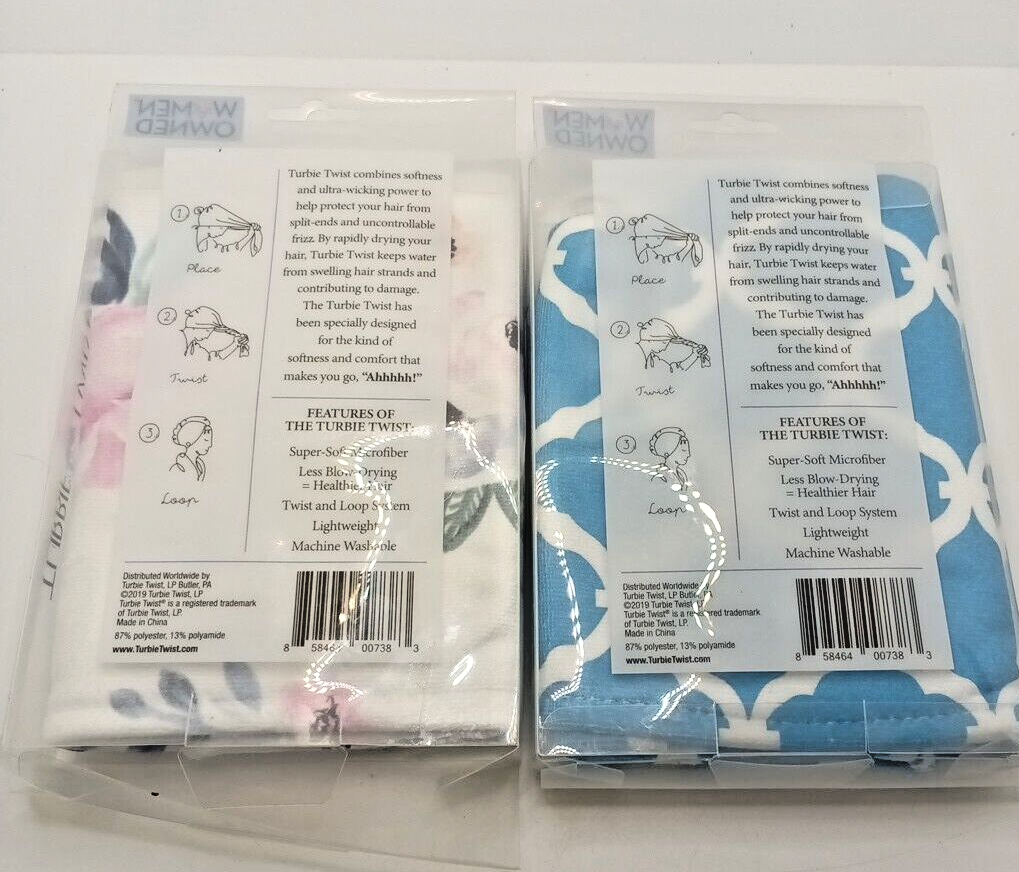 WOMEN
OWNED
1.
Place
2.
Twist
3.
Loop
Turbie Twist combines softness
and ultra-wicking power to
help protect your hair from
split-ends and uncontrollable
frizz. By rapidly drying your
hair, Turbie Twist keeps water
from swelling hair strands and
contributing to damage.
The Turbie Twist has
been specially designed
for the kind of
softness and comfort that
makes you go, "Ahhhhh!"
FEATURES OF
THE TURBIE TWIST:
Super-Soft Microfiber
Less Blow-Drying
= Healthier Hair
Twist and Loop System
Lightweight
Machine Washable
Distributed Worldwide by
Turbie Twist, LP Butler, PA
©2019 Turbie Twist, LP
Turbie Twist® is a registered trademark
of Turbie Twist, LP.
Made in China
87% polyester, 13% polyamide
www.TurbieTwist.com
8 58464 00738 3
WOMEN
OWNED
1.
Place
2.
Twist
3.
Loop
Turbie Twist combines softness
and ultra-wicking power to
help protect your hair from
split-ends and uncontrollable
frizz. By rapidly drying your
hair, Turbie Twist keeps water
from swelling hair strands and
contributing to damage.
The Turbie Twist has
been specially designed
for the kind of
softness and comfort that
makes you go, "Ahhhhh!"
FEATURES OF
THE TURBIE TWIST:
Super-Soft Microfiber
Less Blow-Drying
= Healthier Hair
Twist and Loop System
Lightweight
Machine Washable
Distributed Worldwide
Turbie Twist, LP Butler, PA
©2019 Turbie Twist
Turbie Twist® is a registered trademark
of Turbie Twist, LP.
Made in China
87% polyester, 13% polyamide
www.TurbieTwist.com
8 58464 00738 3